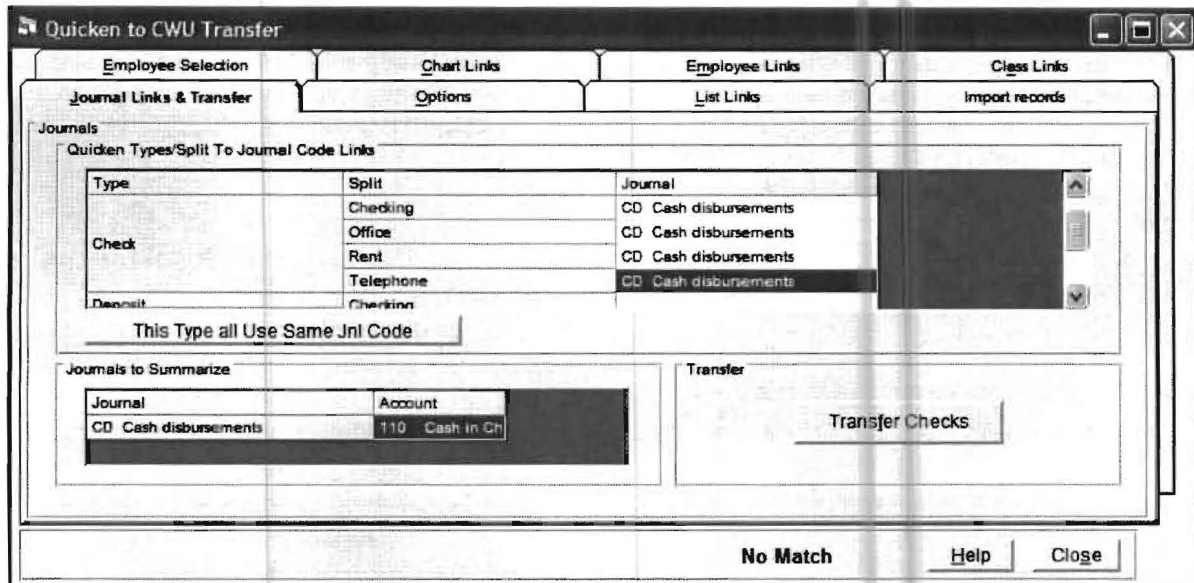 Quicken to CWU Transfer
Employee Selection Chart Links Employee Links Class Links
Journal Links & Transfer Options List Links Import records
Journals
Quicken Types/Split To Journal Code Links
Type Split Journal
Checking CD Cash disbursements
Office CD Cash disbursements
Check
Rent CD Cash disbursements
Telephone CD Cash disbursements
Deposit Checking
This Type all Use Same Jnl Code
Journals to Summarize Transfer
Journal Account
CD Cash disbursements 110 Cash in Ch
Transfer Checks
No Match Help Close